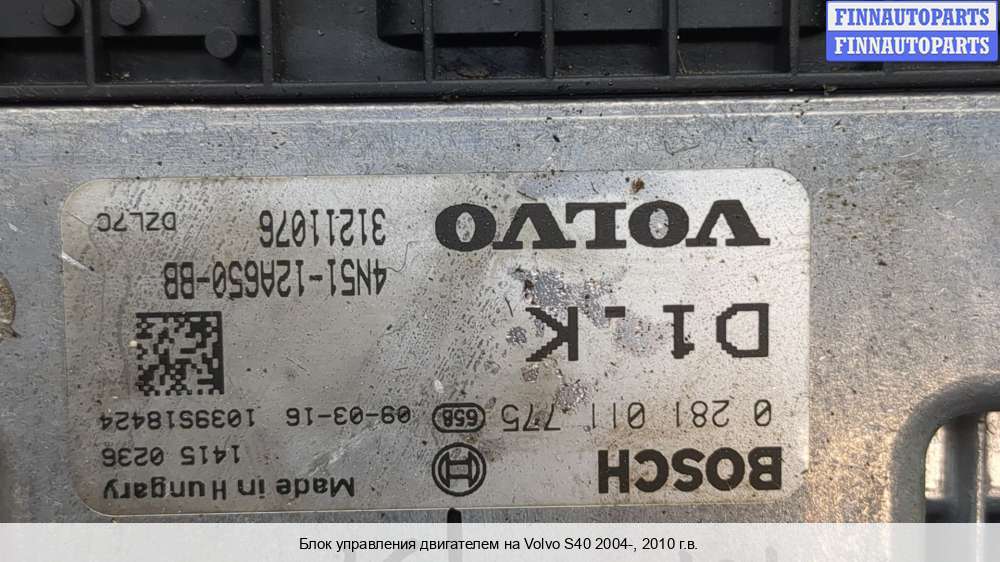 FINNAUTOPARTS
FINNAUTOPARTS
BOSCH
Made in Hungary
1415 0236
0 281 011 775 658 09-03-16 1039S18424
D1-K
4N51-12A650-BB
VOLVO 31211076 DZL7C
Блок управления двигателем на Volvo S40 2004-, 2010 г.в.